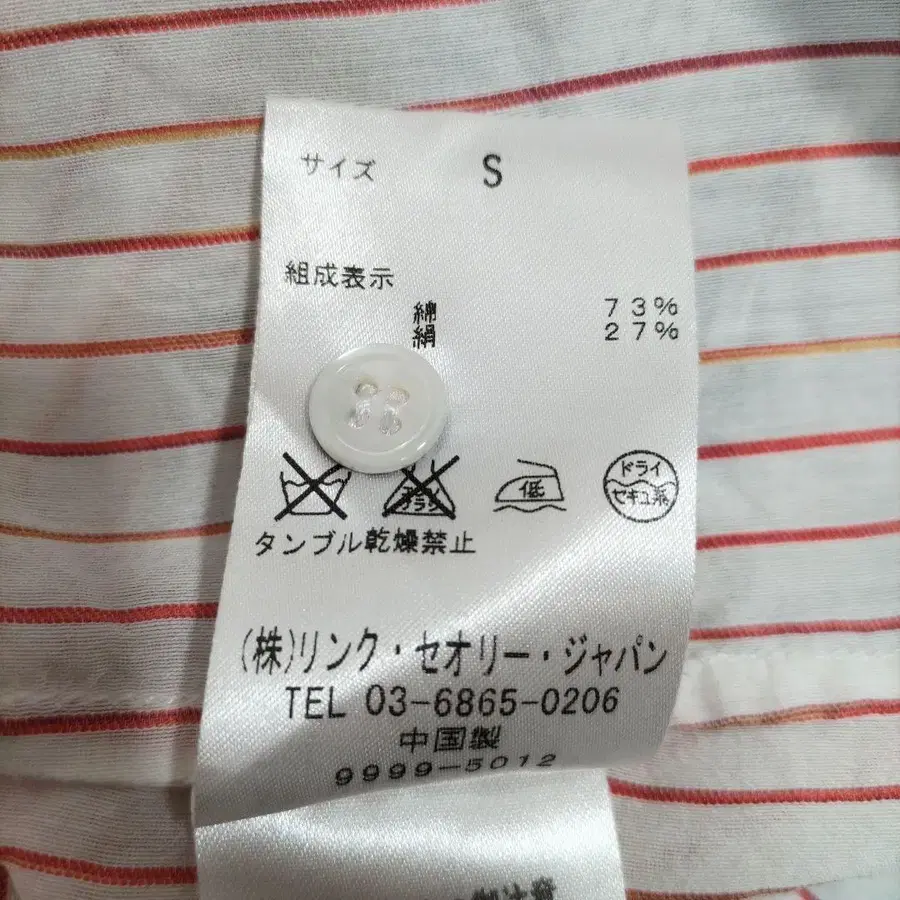 サイズ S
組成表示
綿 73%
絹 27%
低 ドライ
セキユ系
タンブル乾燥禁止
(株)リンク・セオリー・ジャパン
TEL 03-6865-0206
中国製
9999-5012